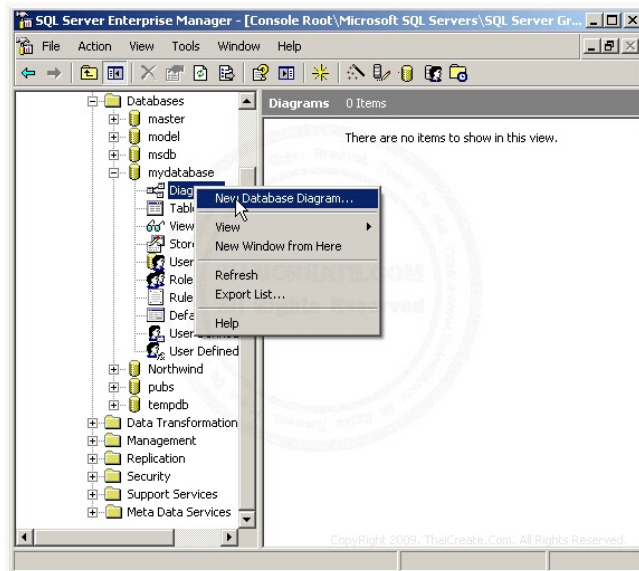 SQL Server Enterprise Manager - [Console Root\Microsoft SQL Servers\SQL Server Gr...
File Action View Tools Window Help
Databases
master
model
msdb
mydatabase
Diag
Tabl
View
Stor
User
Role
Rule
Defa
User Defined
User Defined
Northwind
pubs
tempdb
Data Transformation
Management
Replication
Security
Support Services
Meta Data Services
Diagrams 0 Items
There are no items to show in this view.
New Database Diagram...
View
New Window from Here
Refresh
Export List...
Help
CopyRight 2009. ThaiCreate.Com. All Rights Reserved.